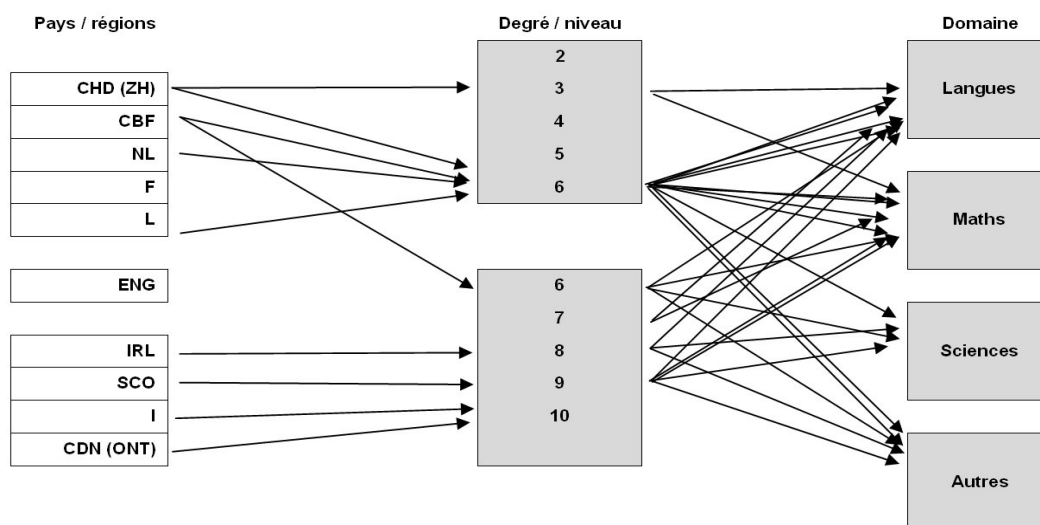 Pays / régions
Degré / niveau
Domaine
CHD (ZH)
CBF
NL
F
L
ENG
IRL
SCO
I
CDN (ONT)
2
3
4
5
6
6
7
8
9
10
Langues
Maths
Sciences
Autres